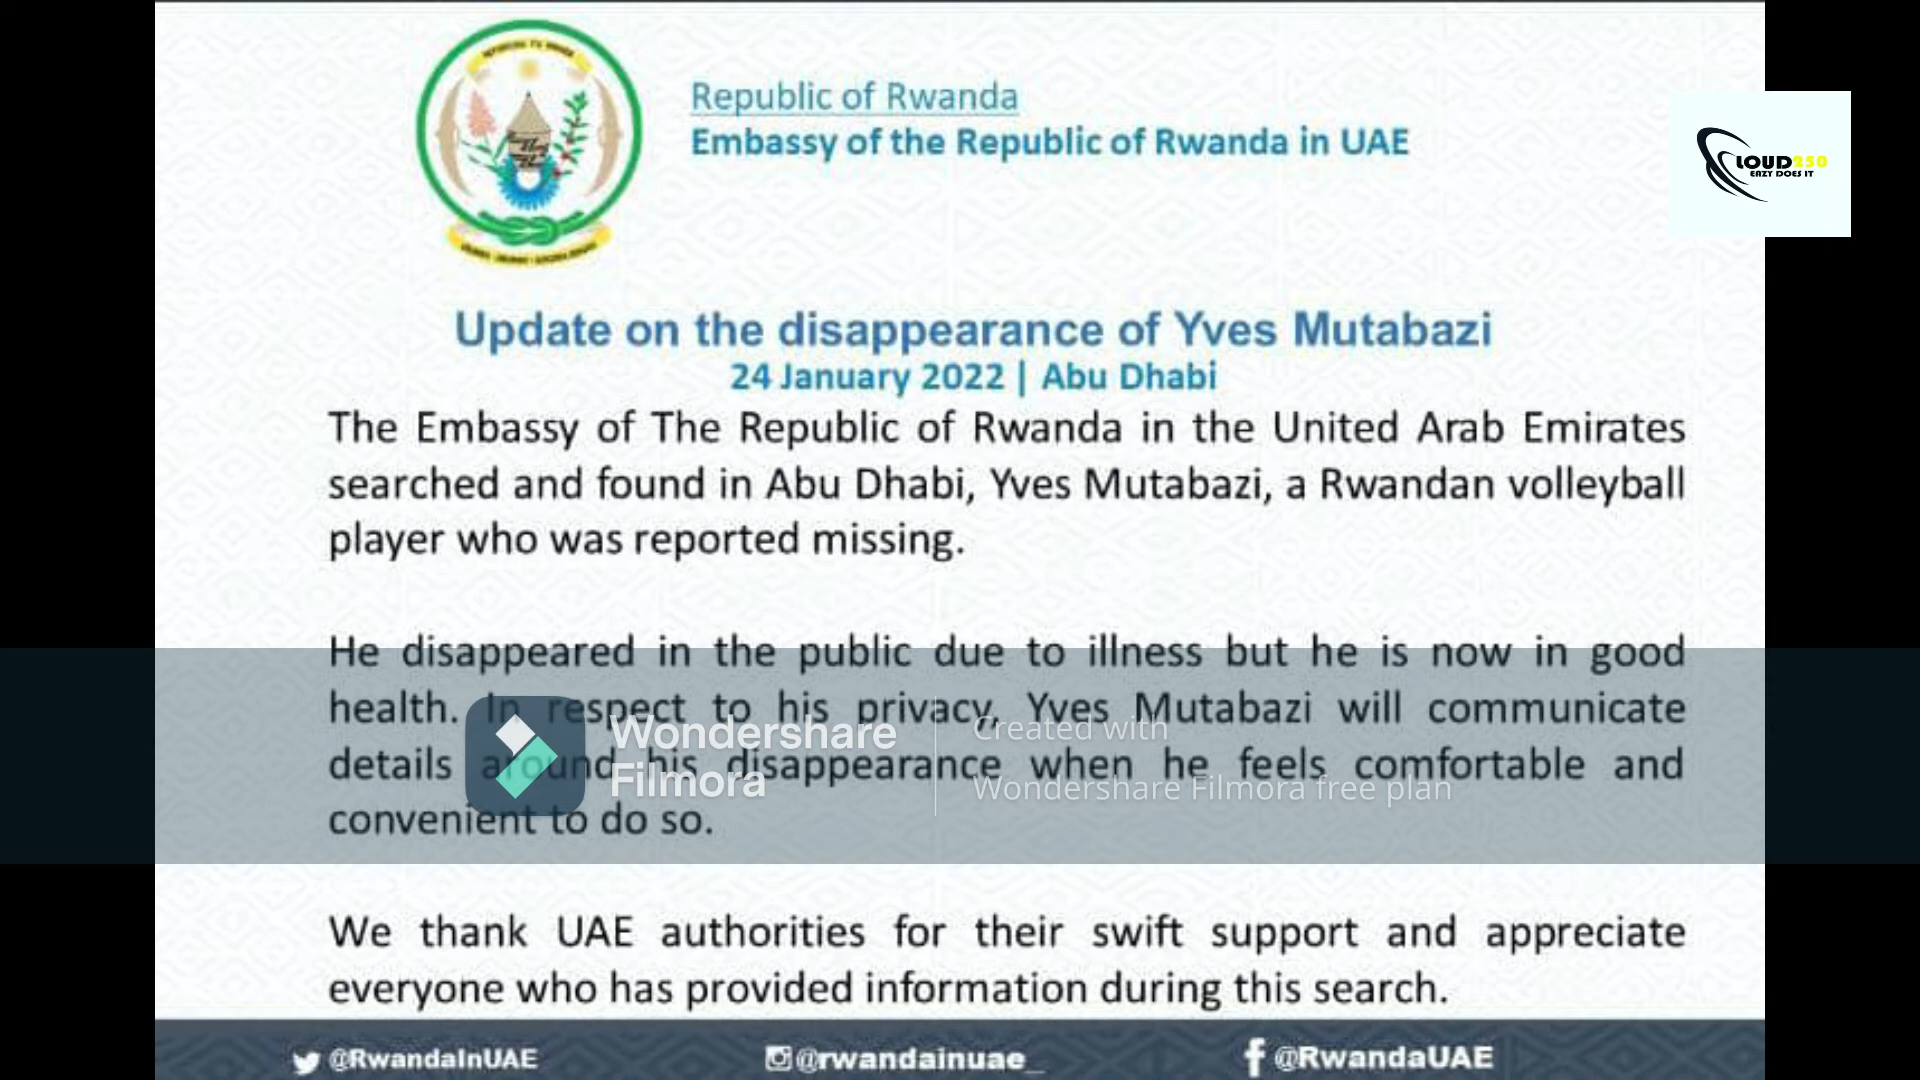 REPUBULIKA Y'U RWANDA
Republic of Rwanda
Embassy of the Republic of Rwanda in UAE
LOUD250
EAZY DOES IT
Update on the disappearance of Yves Mutabazi
24 January 2022 | Abu Dhabi
The Embassy of The Republic of Rwanda in the United Arab Emirates
searched and found in Abu Dhabi, Yves Mutabazi, a Rwandan volleyball
player who was reported missing.
He disappeared in the public due to illness but he is now in good
health. In respect to his privacy, Yves Mutabazi will communicate
details around his disappearance when he feels comfortable and
convenient to do so.
Wondershare
Filmora
Created with
Wondershare Filmora free plan
We thank UAE authorities for their swift support and appreciate
everyone who has provided information during this search.
@RwandaInUAE
@rwandainuae_
@RwandaUAE